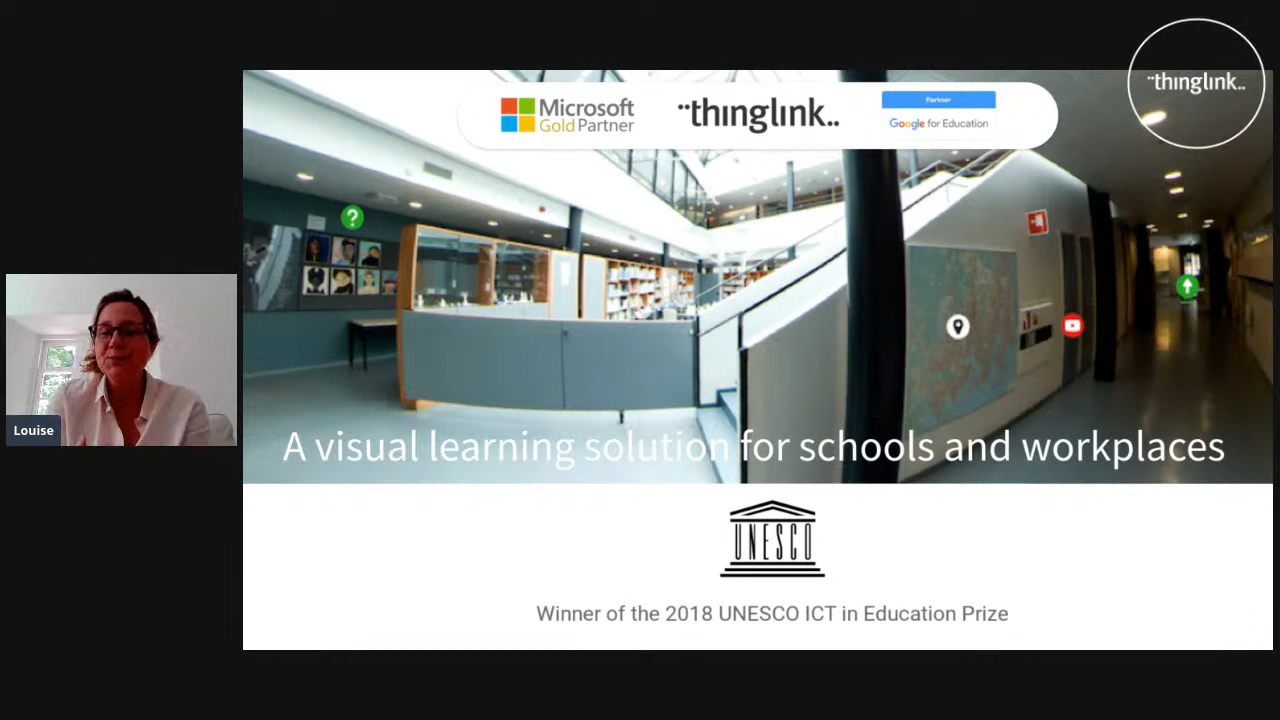 Microsoft
Gold Partner
¨thinglink..
Partner
Google for Education
¨thinglink..
?
Louise
A visual learning solution for schools and workplaces
UNESCO
Winner of the 2018 UNESCO ICT in Education Prize